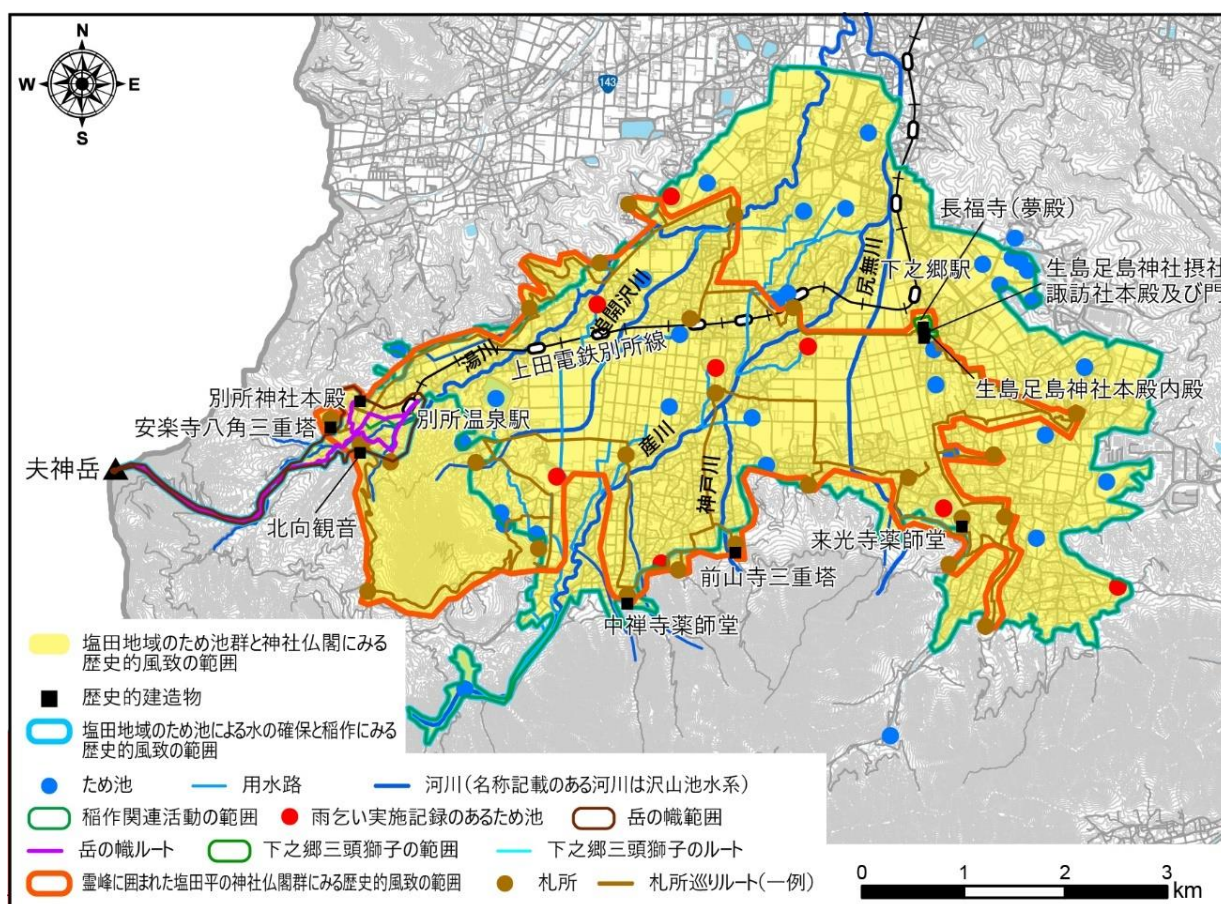 N
W E
S
143
長福寺(夢殿)
生島足島神社摂社
諏訪社本殿及び門
下之郷駅
尻無川
追開沢川
湯川
上田電鉄別所線
別所神社本殿
生島足島神社本殿内殿
安楽寺八角三重塔
別所温泉駅
夫神岳
産川
神戸川
北向観音
来光寺薬師堂
前山寺三重塔
中禅寺薬師堂
塩田地域のため池群と神社仏閣にみる
歴史的風致の範囲
歴史的建造物
塩田地域のため池による水の確保と稲作にみる
歴史的風致の範囲
ため池 用水路 河川(名称記載のある河川は沢山池水系)
稲作関連活動の範囲 雨乞い実施記録のあるため池 岳の幟範囲
岳の幟ルート 下之郷三頭獅子の範囲 下之郷三頭獅子のルート
霊峰に囲まれた塩田平の神社仏閣群にみる歴史的風致の範囲 札所 札所巡りルート(一例)
0 1 2 3
km